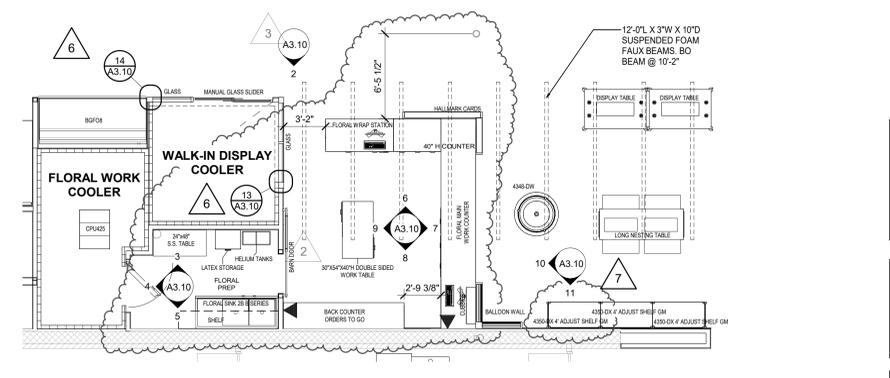 12'-0"L X 3"W X 10"D
SUSPENDED FOAM
FAUX BEAMS. BO
BEAM @ 10'-2"
3
A3.10
2
6
14
A3.10
GLASS
MANUAL GLASS SLIDER
6'-5 1/2"
DISPLAY TABLE
DISPLAY TABLE
BGFO8
HALLMARK CARDS
3'-2"
FLORAL WRAP STATION
GLASS
40" H COUNTER
WALK-IN DISPLAY
COOLER
FLORAL WORK
COOLER
6
13
A3.10
4348-DW
CPU425
6
9
A3.10
7
8
FLORAL MAIN
WORK COUNTER
LONG NESTING TABLE
24"x48"
S.S. TABLE
HELIUM TANKS
LATEX STORAGE
BARN DOOR
2
30"X54"X40"H DOUBLE SIDED
WORK TABLE
3
4
A3.10
5
FLORAL
PREP
10
A3.10
11
7
2'-9 3/8"
FLORAL SINK 2B E SERIES
SHELF
BACK COUNTER
ORDERS TO GO
BALLOON WALL
4350-DX 4' ADJUST SHELF GM
4350-DX 4' ADJUST SHELF GM
4350-DX 4' ADJUST SHELF GM